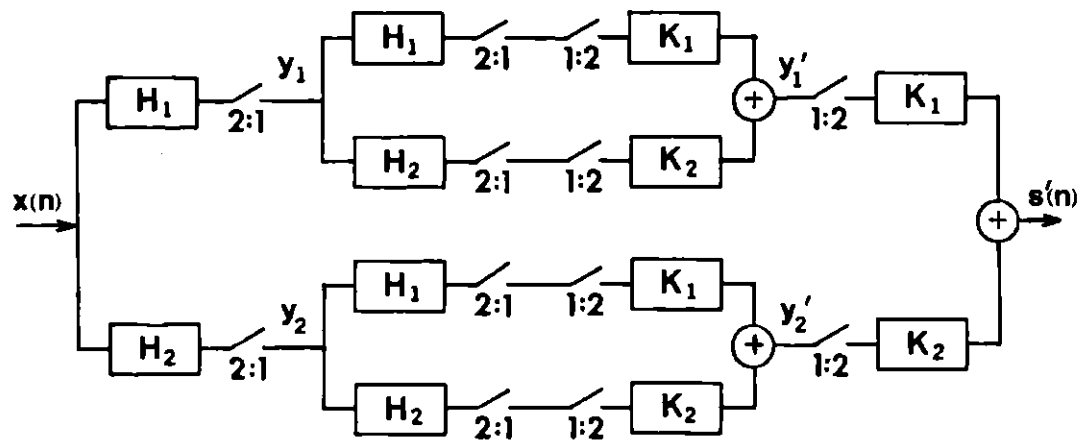 H₁ 2:1 1:2 K₁
H₁ 2:1 y₁ + y₁' 1:2 K₁
H₂ 2:1 1:2 K₂
x(n) + s'(n)
H₁ 2:1 1:2 K₁
H₂ 2:1 y₂ + y₂' 1:2 K₂
H₂ 2:1 1:2 K₂